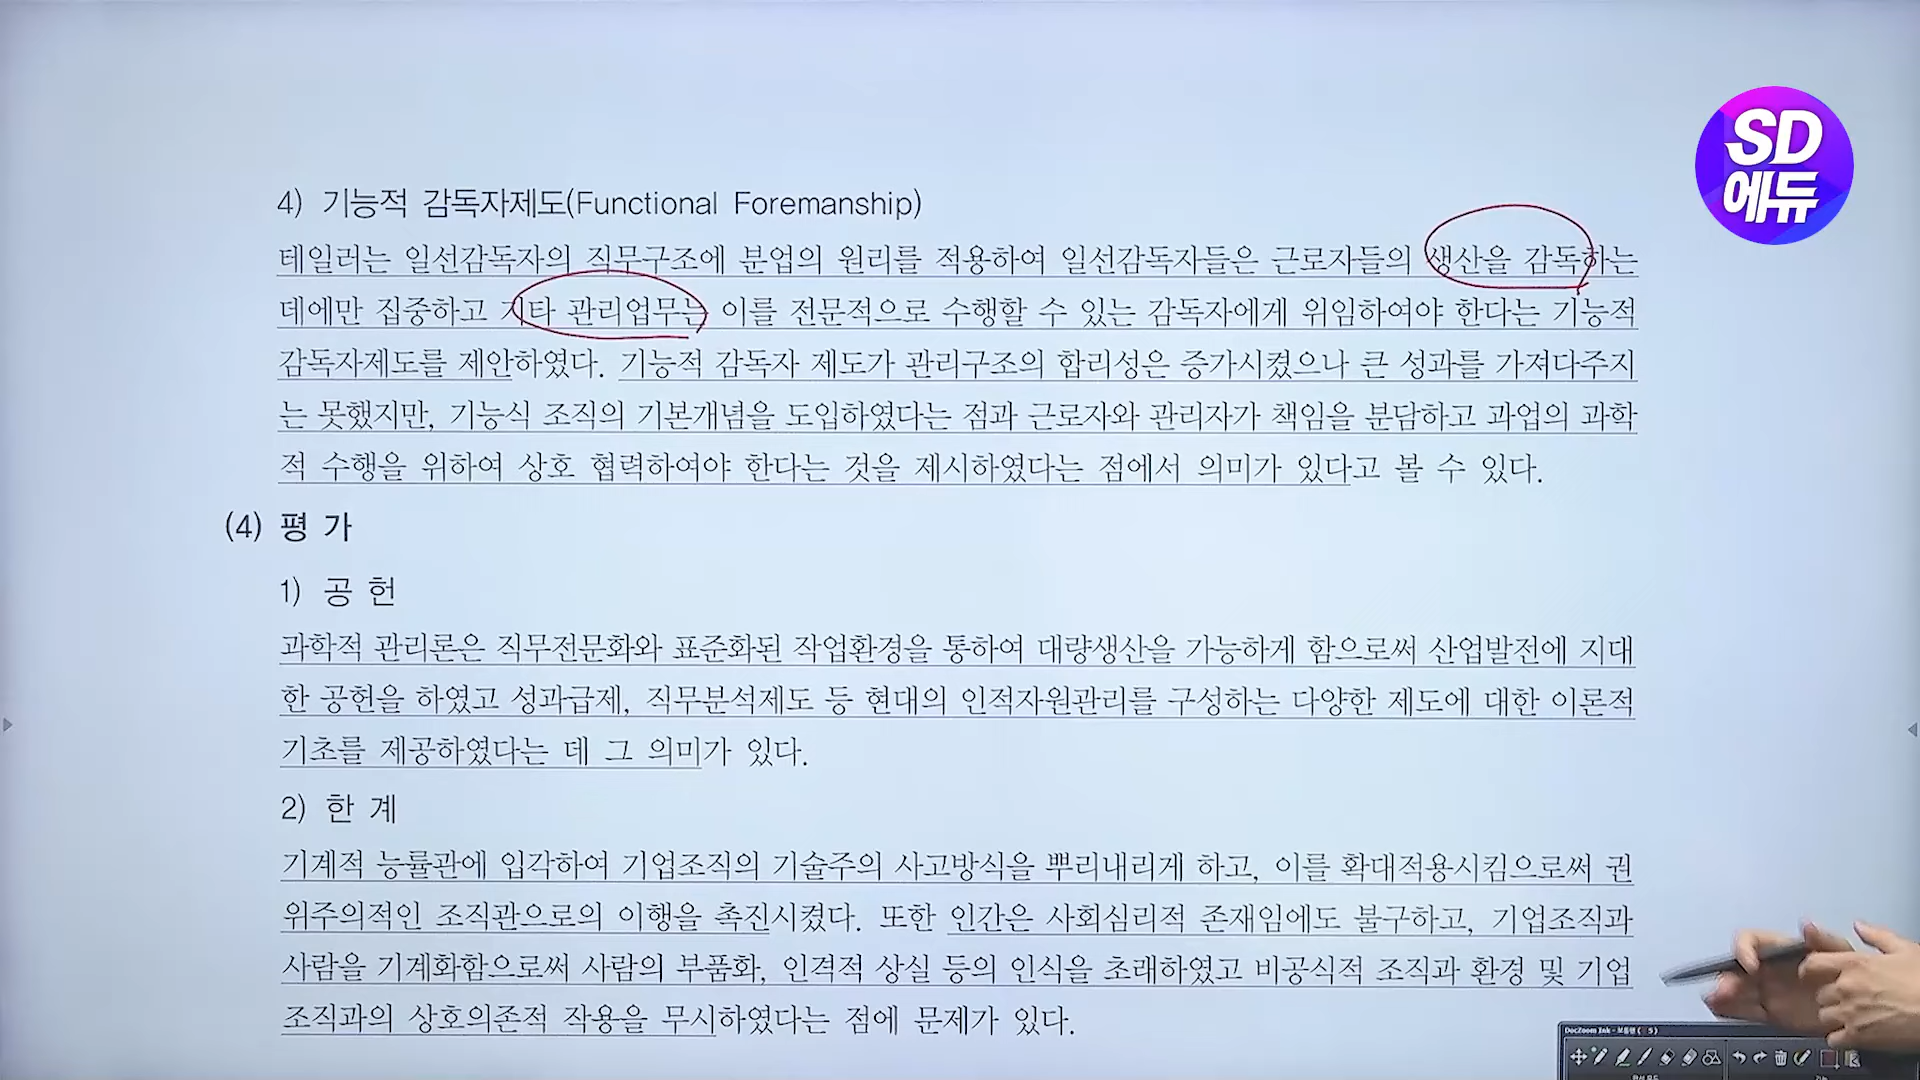 SD
에듀
4) 기능적 감독자제도(Functional Foremanship)
테일러는 일선감독자의 직무구조에 분업의 원리를 적용하여 일선감독자들은 근로자들의 생산을 감독하는
데에만 집중하고 기타 관리업무는 이를 전문적으로 수행할 수 있는 감독자에게 위임하여야 한다는 기능적
감독자제도를 제안하였다. 기능적 감독자 제도가 관리구조의 합리성은 증가시켰으나 큰 성과를 가져다주지
는 못했지만, 기능식 조직의 기본개념을 도입하였다는 점과 근로자와 관리자가 책임을 분담하고 과업의 과학
적 수행을 위하여 상호 협력하여야 한다는 것을 제시하였다는 점에서 의미가 있다고 볼 수 있다.
(4) 평 가
1) 공 헌
과학적 관리론은 직무전문화와 표준화된 작업환경을 통하여 대량생산을 가능하게 함으로써 산업발전에 지대
한 공헌을 하였고 성과급제, 직무분석제도 등 현대의 인적자원관리를 구성하는 다양한 제도에 대한 이론적
기초를 제공하였다는 데 그 의미가 있다.
2) 한 계
기계적 능률관에 입각하여 기업조직의 기술주의 사고방식을 뿌리내리게 하고, 이를 확대적용시킴으로써 권
위주의적인 조직관으로의 이행을 촉진시켰다. 또한 인간은 사회심리적 존재임에도 불구하고, 기업조직과
사람을 기계화함으로써 사람의 부품화, 인격적 상실 등의 인식을 초래하였고 비공식적 조직과 환경 및 기업
조직과의 상호의존적 작용을 무시하였다는 점에 문제가 있다.
DocZoom Ink - 보통펜 ( 5 )